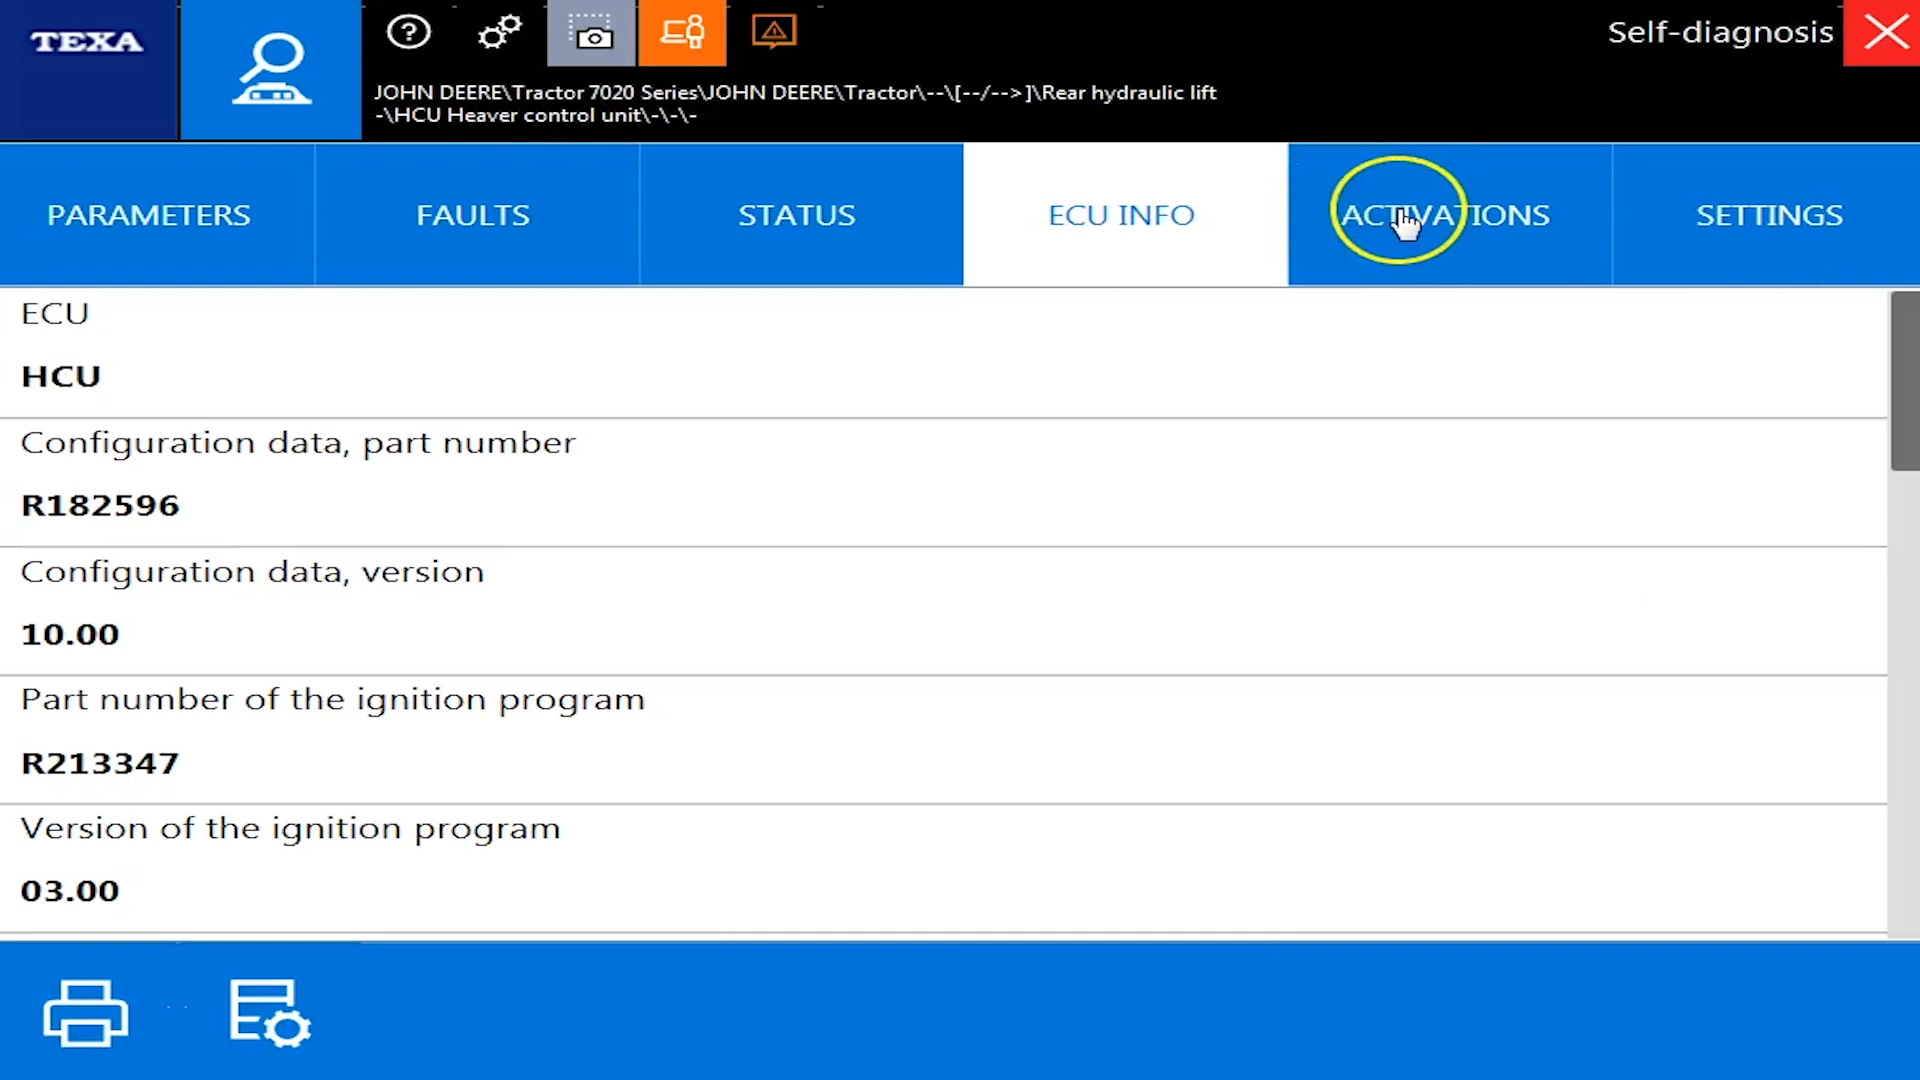 TEXA
Self-diagnosis
JOHN DEERE\Tractor 7020 Series\JOHN DEERE\Tractor\--\[--/-->]\Rear hydraulic lift
-\HCU Heaver control unit\-\-\-
PARAMETERS
FAULTS
STATUS
ECU INFO
ACTIVATIONS
SETTINGS
ECU
HCU
Configuration data, part number
R182596
Configuration data, version
10.00
Part number of the ignition program
R213347
Version of the ignition program
03.00